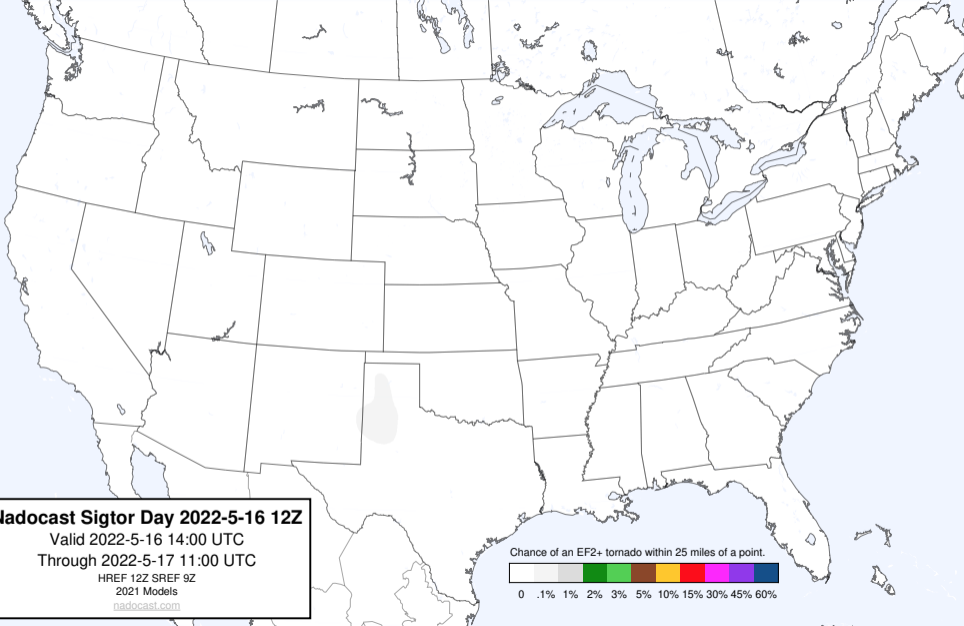 Nadocast Sigtor Day 2022-5-16 12Z
Valid 2022-5-16 14:00 UTC
Through 2022-5-17 11:00 UTC
HREF 12Z SREF 9Z
2021 Models
nadocast.com
Chance of an EF2+ tornado within 25 miles of a point.
0 .1% 1% 2% 3% 5% 10% 15% 30% 45% 60%